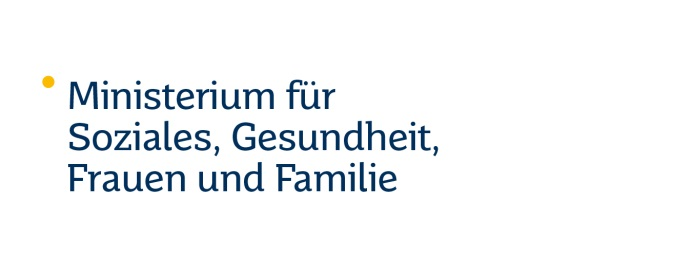 Ministerium für
Soziales, Gesundheit,
Frauen und Familie